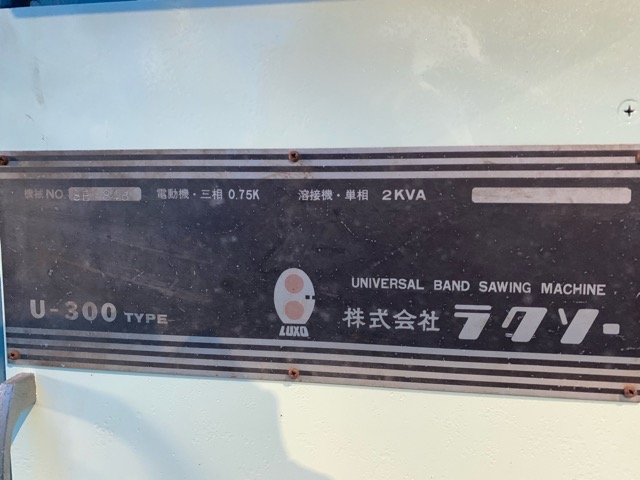 機械NO.
電動機・三相 0.75K 溶接機・単相 2KVA
UNIVERSAL BAND SAWING MACHINE
U-300 TYPE
LUXO 株式会社 ラクソー